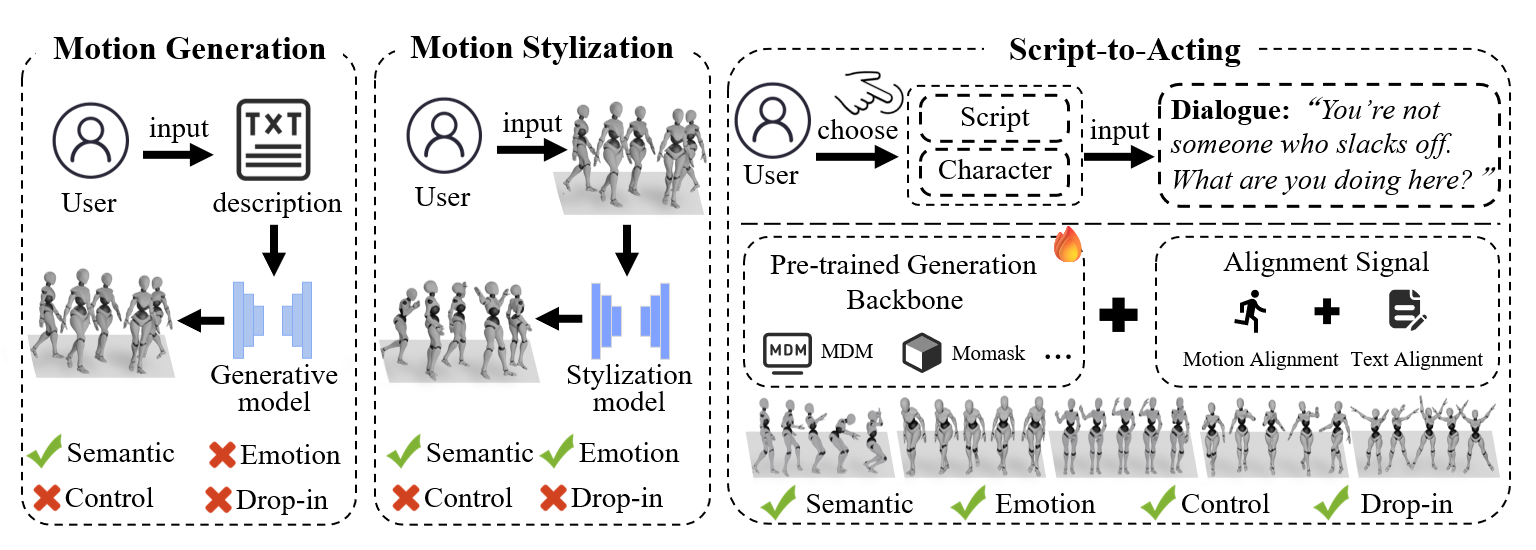 Motion Generation
input
TXT
User
description
Generative
model
Semantic
Emotion
Control
Drop-in
Motion Stylization
input
User
Stylization
model
Semantic
Emotion
Control
Drop-in
Script-to-Acting
User
choose
Script
Character
input
Dialogue: “You’re not
someone who slacks off.
What are you doing here? ”
Pre-trained Generation
Backbone
MDM
MDM
Momask
...
Alignment Signal
Motion Alignment
Text Alignment
Semantic
Emotion
Control
Drop-in